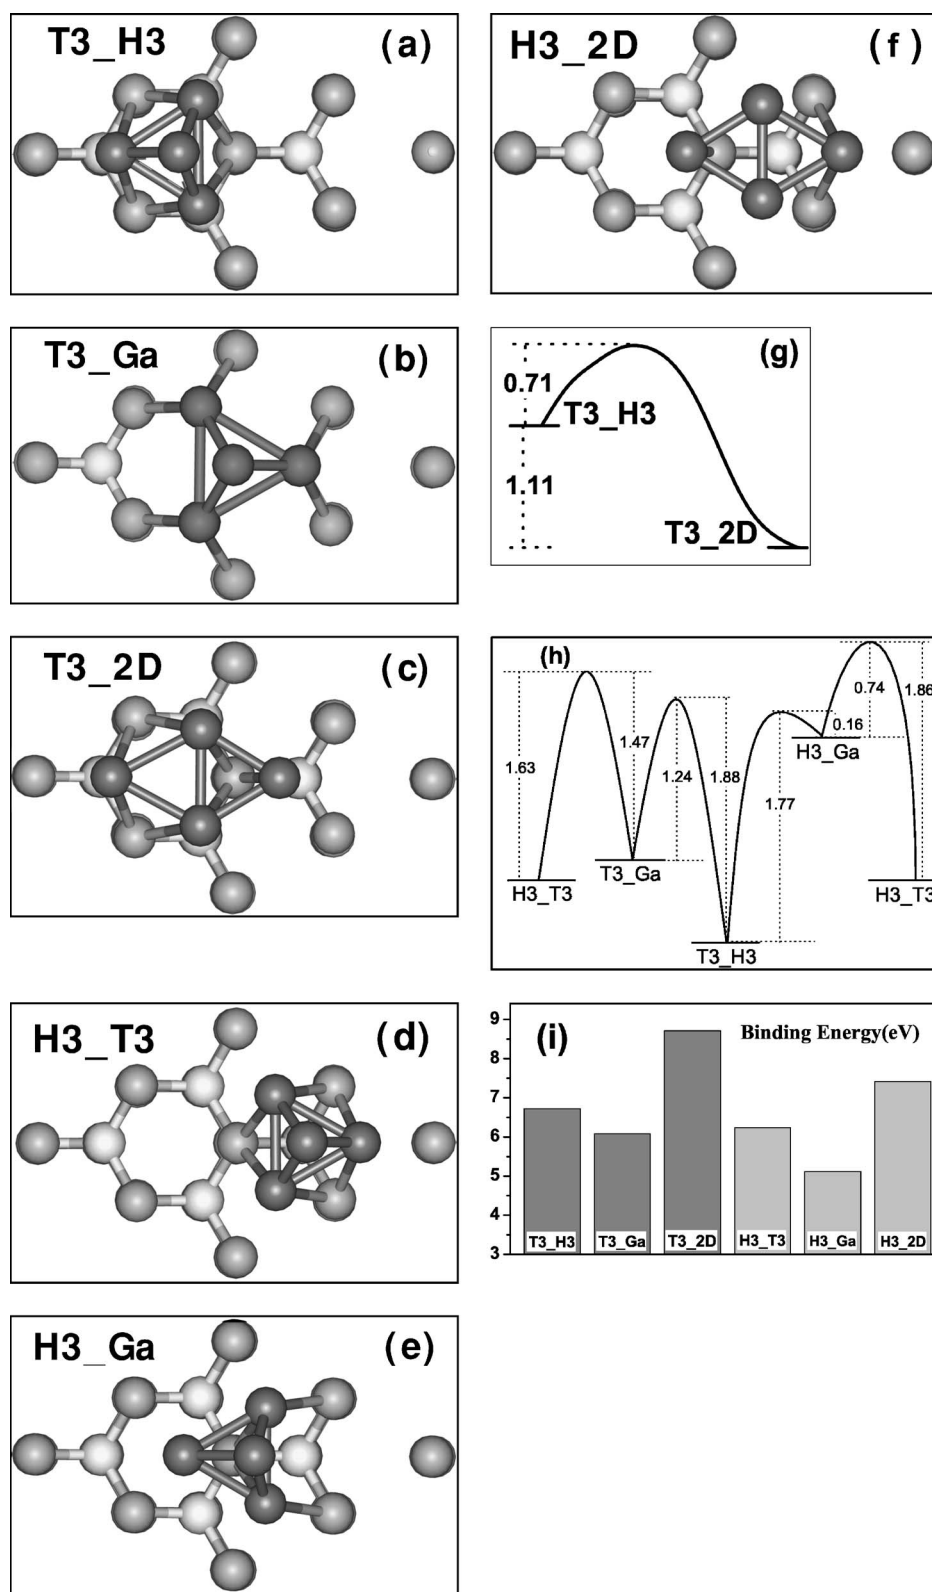 T3_H3
(a)
T3_Ga
(b)
T3_2D
(c)
H3_T3
(d)
H3_Ga
(e)
H3_2D
(f)
(g)
0.71
T3_H3
1.11
T3_2D
(h)
0.74
1.86
0.16
1.47
1.63
1.24
1.88
H3_Ga
1.77
T3_Ga
H3_T3
H3_T3
T3_H3
(i)
Binding Energy(eV)
9
8
7
6
5
4
3
T3_H3 T3_Ga T3_2D H3_T3 H3_Ga H3_2D